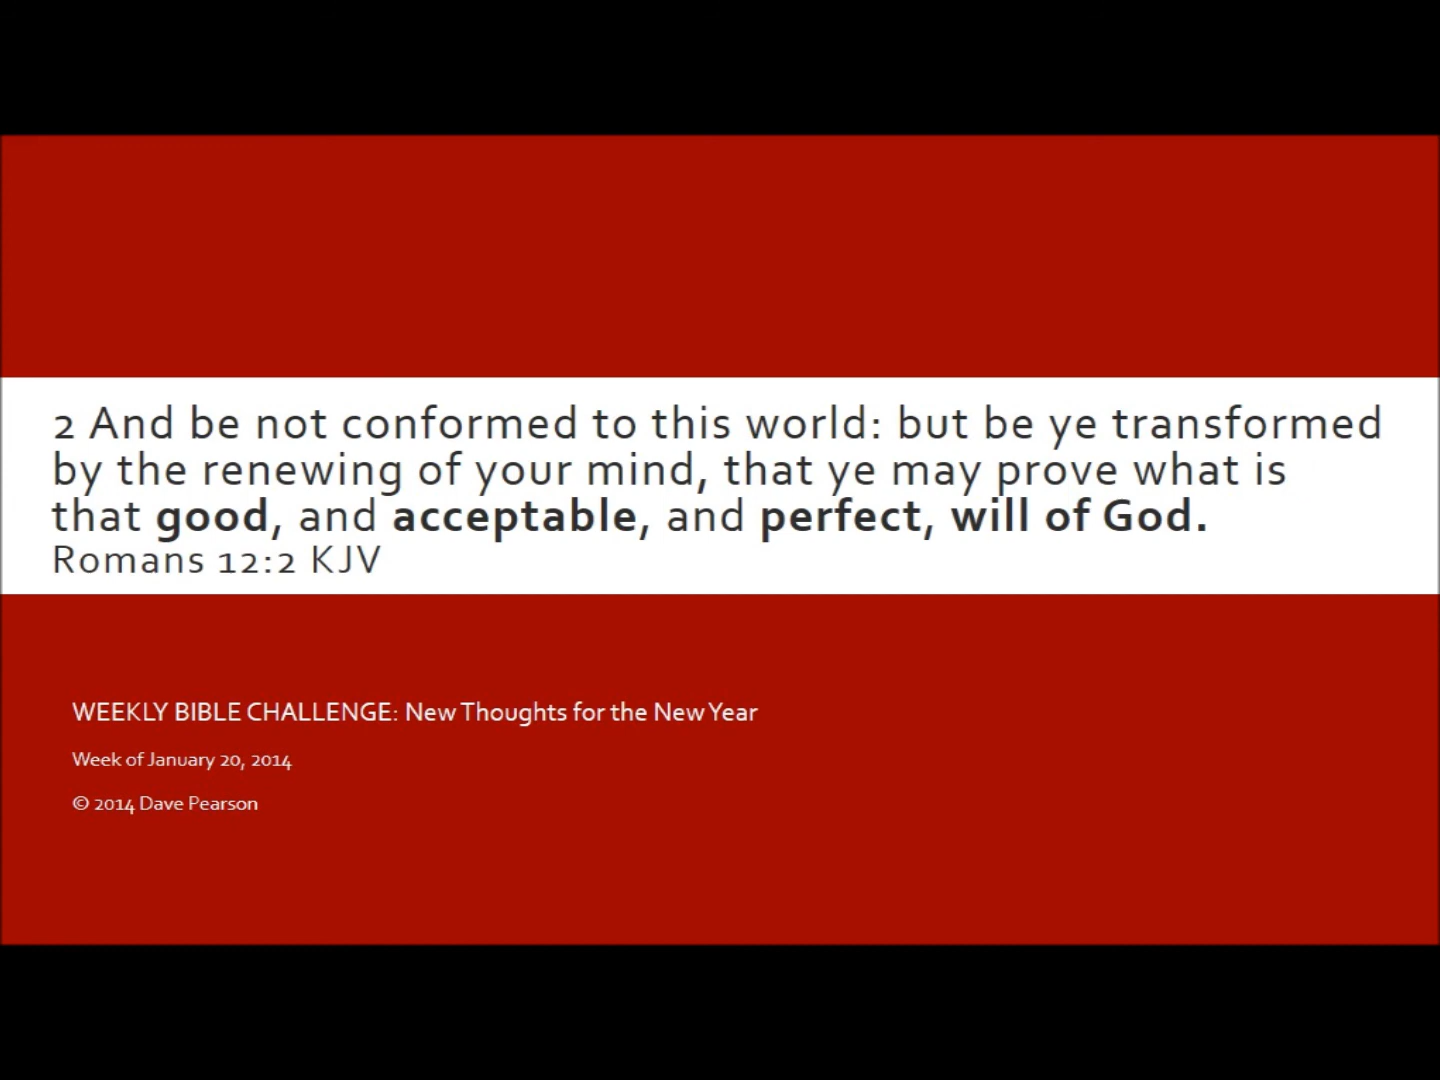 2 And be not conformed to this world: but be ye transformed
by the renewing of your mind, that ye may prove what is
that good, and acceptable, and perfect, will of God.
Romans 12:2 KJV
WEEKLY BIBLE CHALLENGE: New Thoughts for the New Year
Week of January 20, 2014
© 2014 Dave Pearson